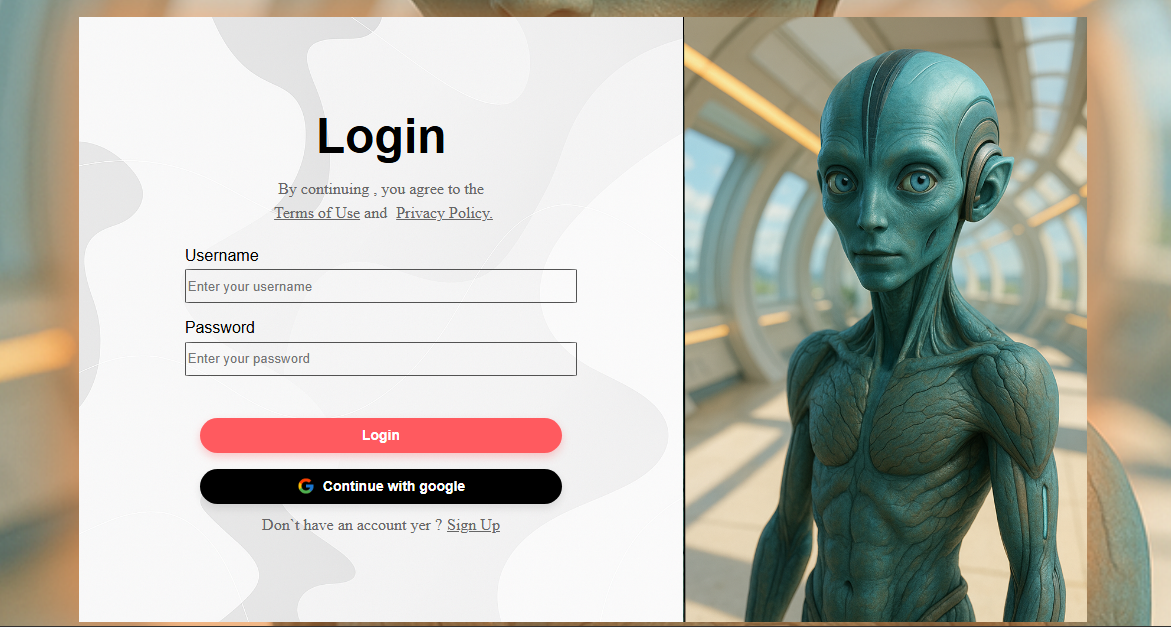 Login
By continuing , you agree to the
Terms of Use and Privacy Policy.
Username
Enter your username
Password
Enter your password
Login
Continue with google
Don`t have an account yer ? Sign Up